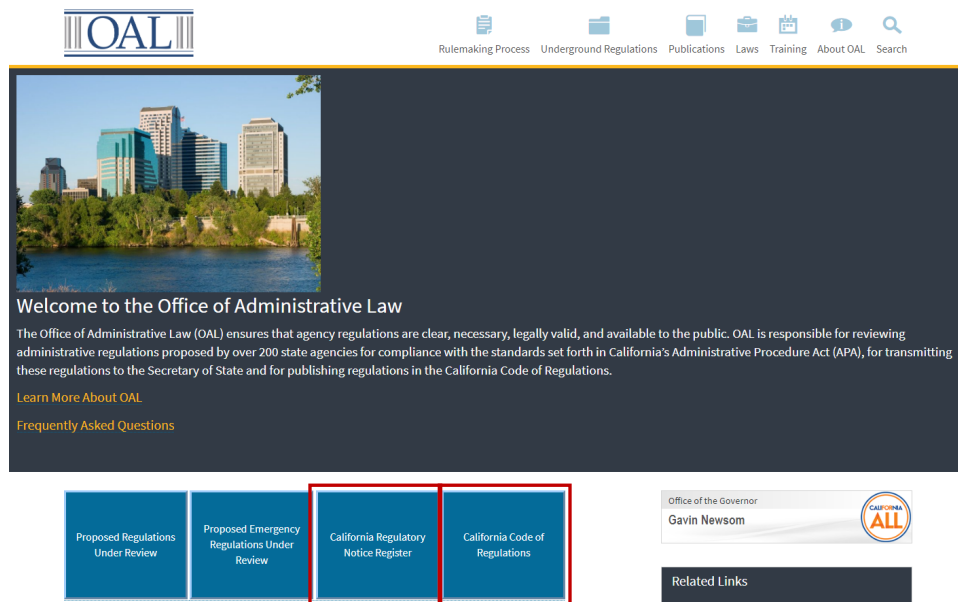 OAL
Rulemaking Process
Underground Regulations
Publications
Laws
Training
About OAL
Search
Welcome to the Office of Administrative Law
The Office of Administrative Law (OAL) ensures that agency regulations are clear, necessary, legally valid, and available to the public. OAL is responsible for reviewing
administrative regulations proposed by over 200 state agencies for compliance with the standards set forth in California's Administrative Procedure Act (APA), for transmitting
these regulations to the Secretary of State and for publishing regulations in the California Code of Regulations.
Learn More About OAL
Frequently Asked Questions
Proposed Regulations
Under Review
Proposed Emergency
Regulations Under
Review
California Regulatory
Notice Register
California Code of
Regulations
Office of the Governor
Gavin Newsom
CALIFORNIA
ALL
Related Links